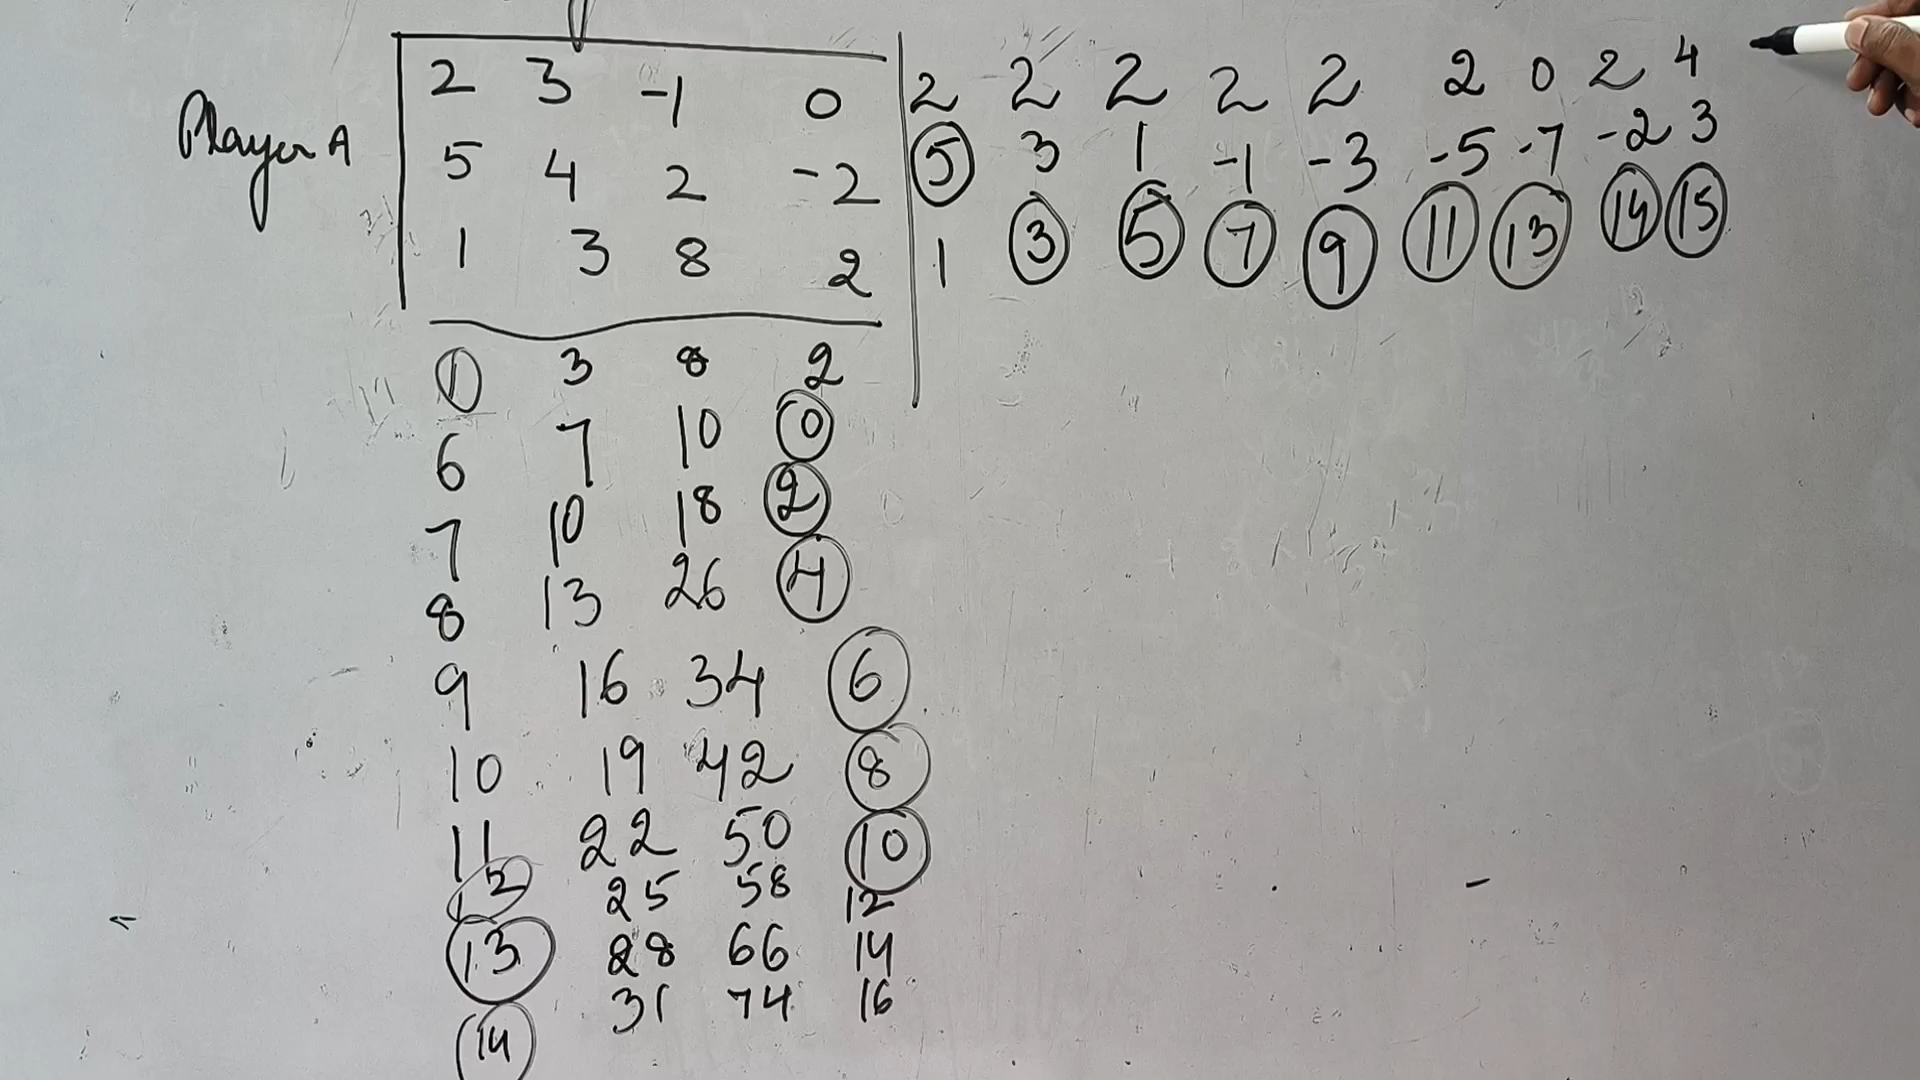 2 3 -1 0 2 2 2 2 2 2 0 2 4
Player A 5 4 2 -2 5 3 1 -1 -3 -5 -7 -2 3
1 3 8 2 1 3 5 7 9 11 13 14 15
1 3 8 2
6 7 10 0
7 10 18 2
8 13 26 4
9 16 34 6
10 19 42 8
11 22 50 10
12 25 58 12
13 28 66 14
14 31 74 16